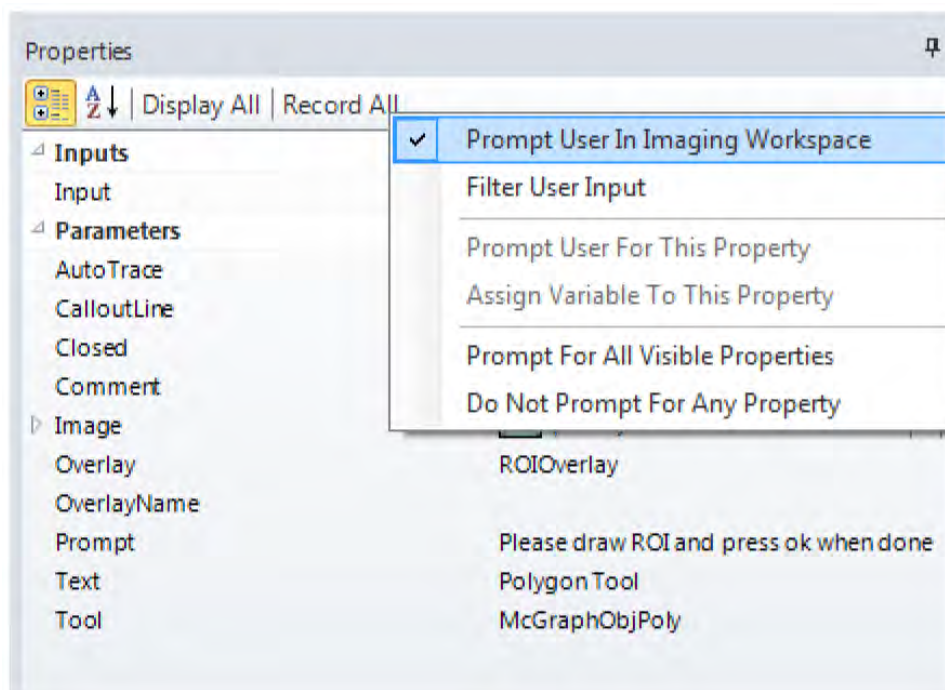 Properties
A Z Display All Record All
Prompt User In Imaging Workspace
Inputs
Filter User Input
Input
Parameters
Prompt User For This Property
AutoTrace
Assign Variable To This Property
CalloutLine
Closed
Prompt For All Visible Properties
Comment
Do Not Prompt For Any Property
Image
Overlay ROIOverlay
OverlayName
Prompt Please draw ROI and press ok when done
Text Polygon Tool
Tool McGraphObjPoly